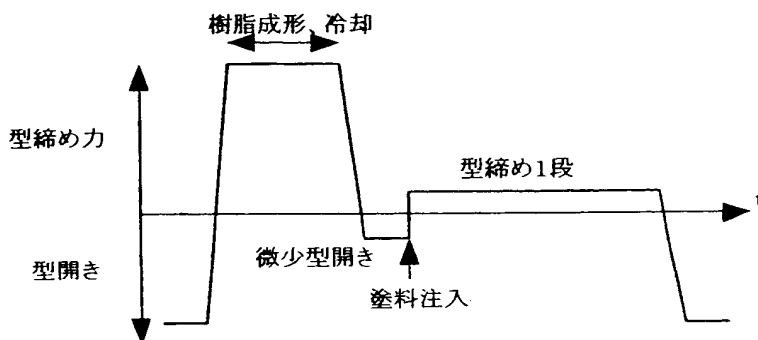 樹脂成形、冷却
型締め力
型締め1段
t
型開き
微少型開き
塗料注入